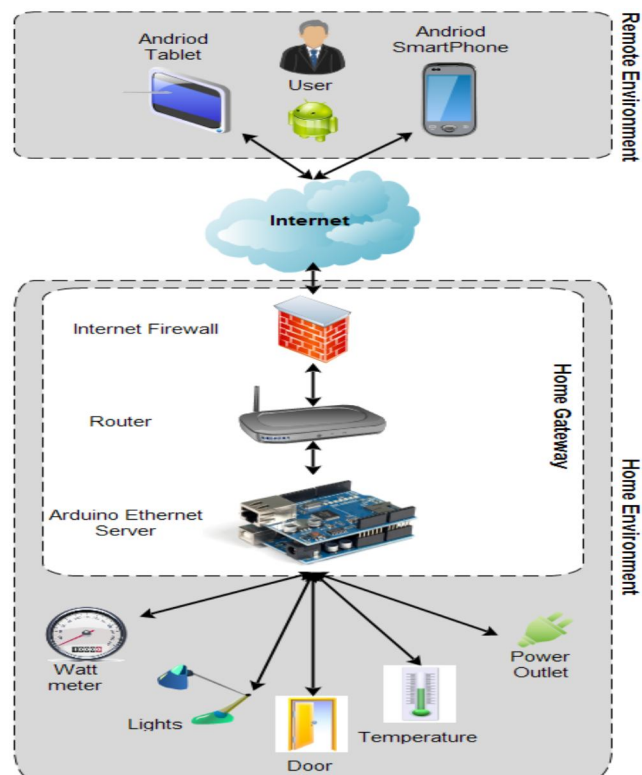 Andriod
Tablet
User
Andriod
SmartPhone
Remote Environment
Internet
Internet Firewall
Router
Arduino Ethernet
Server
Home Gateway
Home Environment
Watt
meter
Lights
Door
Temperature
Power
Outlet